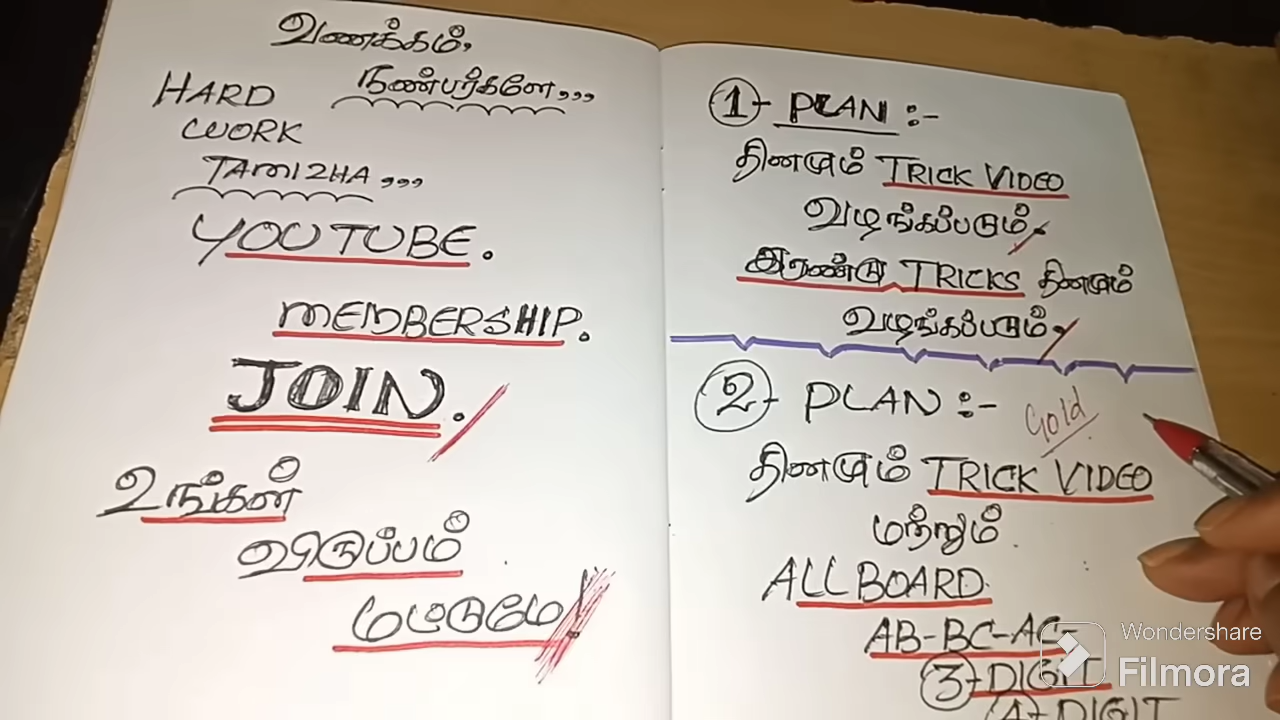 வணக்கம்,
நண்பர்களே,,,
HARD
WORK
TAMIZHA,,,
YOUTUBE.
MEMBERSHIP.
JOIN.
உங்கள்
விருப்பம்
மட்டுமே!
1- PLAN :-
தினமும் TRICK VIDEO
வழங்கப்படும்.
இரண்டு TRICKS தினமும்
வழங்கப்படும்.
2- PLAN :- Gold
தினமும் TRICK VIDEO
மற்றும்.
ALL BOARD.
AB-BC-AC-
3-DIGIT
4-DIGIT
Wondershare
Filmora